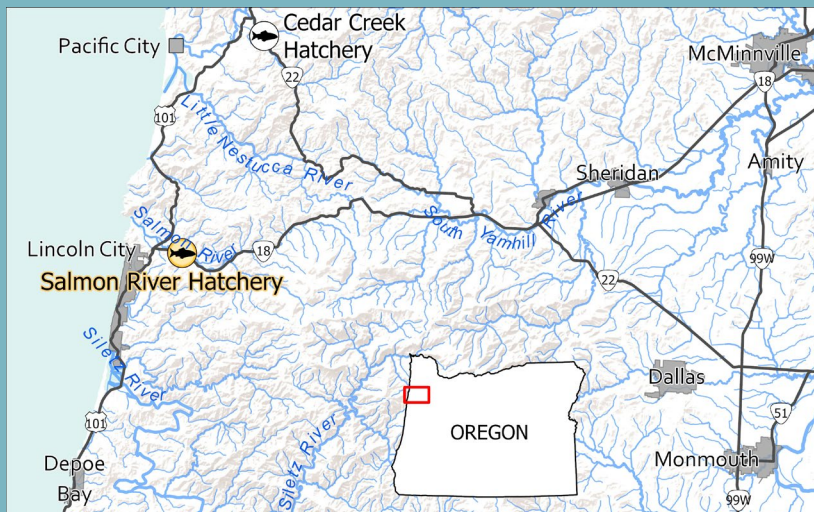 Cedar Creek
Hatchery
Pacific City
McMinnville
22
18
101
Little Nestucca River
Sheridan
Amity
Salmon River
South Yamhill River
Lincoln City
18
99W
Salmon River Hatchery
22
Siletz River
Dallas
101
OREGON
51
Siletz River
Depoe
Bay
Monmouth
99W